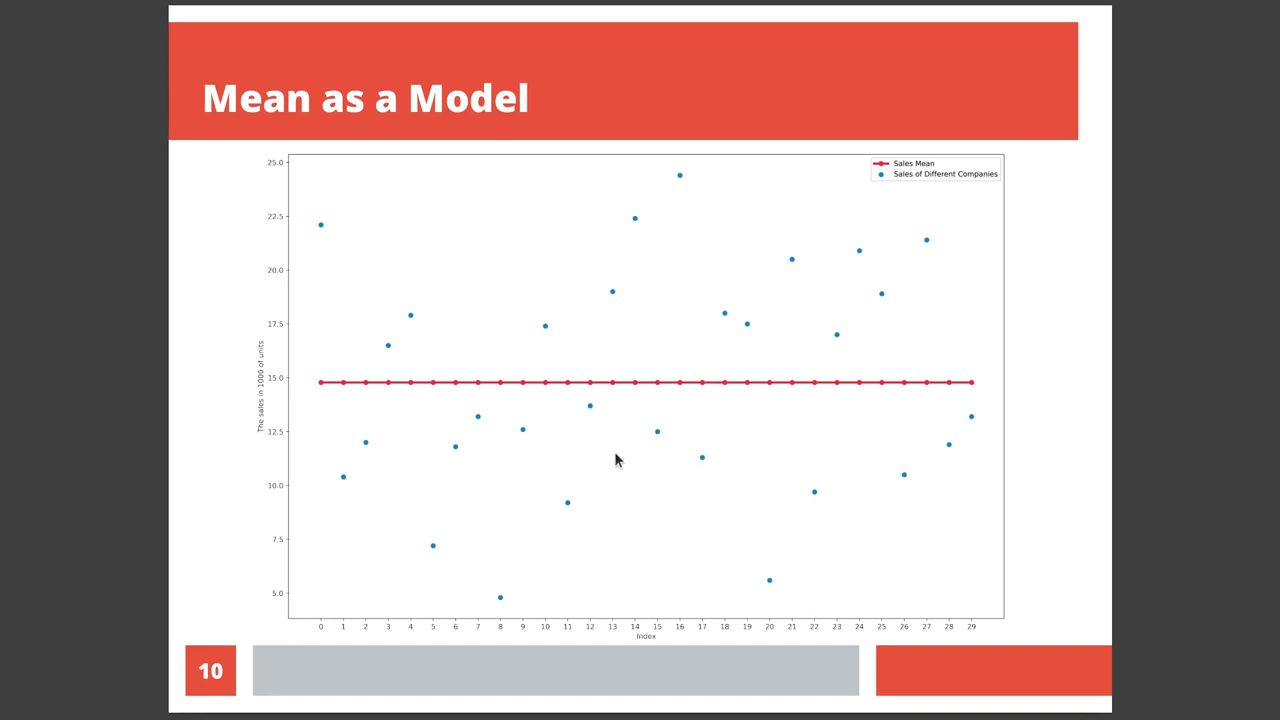 Mean as a Model
Sales Mean
Sales of Different Companies
25.0
22.5
20.0
17.5
15.0
12.5
10.0
7.5
5.0
The sales in 1000 of units
0 1 2 3 4 5 6 7 8 9 10 11 12 13 14 15 16 17 18 19 20 21 22 23 24 25 26 27 28 29
Index
10